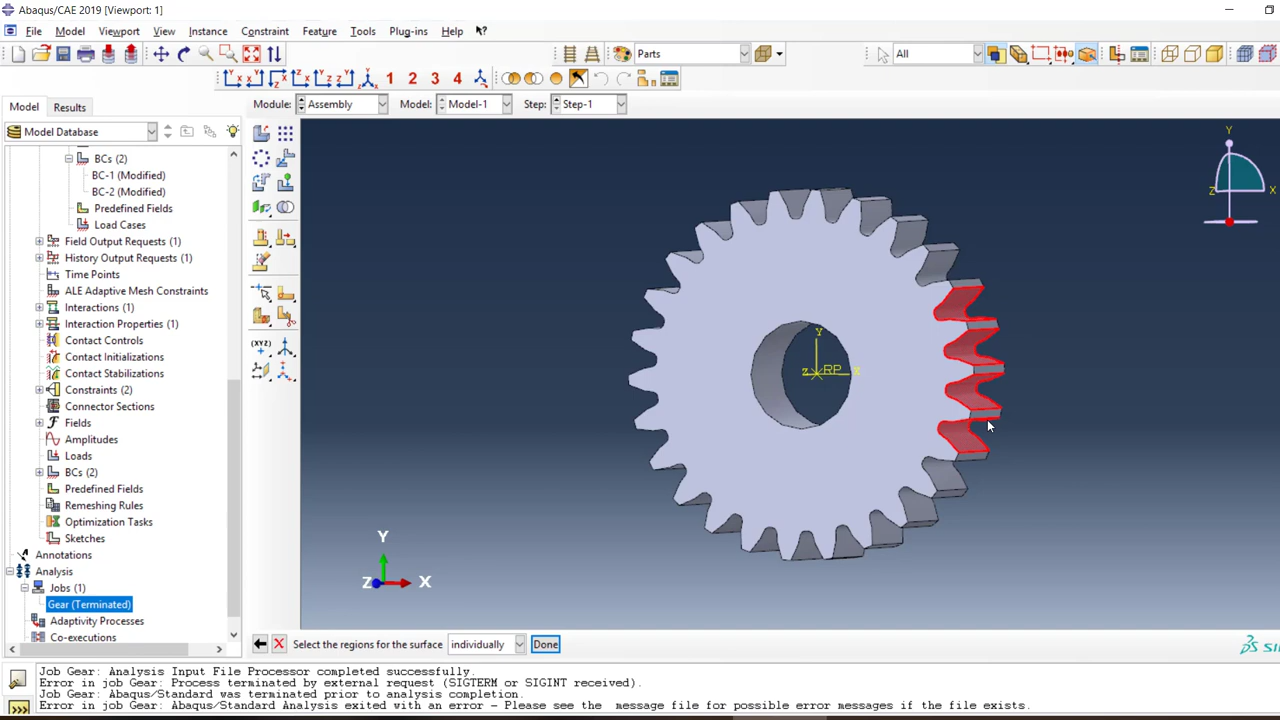 Abaqus/CAE 2019 [Viewport: 1]
File Model Viewport View Instance Constraint Feature Tools Plug-ins Help
Parts
All
1 2 3 4
Model Results
Module: Assembly Model: Model-1 Step: Step-1
Model Database
BCs (2)
BC-1 (Modified)
BC-2 (Modified)
Predefined Fields
Load Cases
Field Output Requests (1)
History Output Requests (1)
Time Points
ALE Adaptive Mesh Constraints
Interactions (1)
Interaction Properties (1)
Contact Controls
Contact Initializations
Contact Stabilizations
Constraints (2)
Connector Sections
Fields
Amplitudes
Loads
BCs (2)
Predefined Fields
Remeshing Rules
Optimization Tasks
Sketches
Annotations
Analysis
Jobs (1)
Gear (Terminated)
Adaptivity Processes
Co-executions
(XYZ)
Y
Z X
Y
Z RP X
Y
Z X
Select the regions for the surface individually Done
Job Gear: Analysis Input File Processor completed successfully.
Error in job Gear: Process terminated by external request (SIGTERM or SIGINT received).
Job Gear: Abaqus/Standard was terminated prior to analysis completion.
Error in job Gear: Abaqus/Standard Analysis exited with an error - Please see the message file for possible error messages if the file exists.